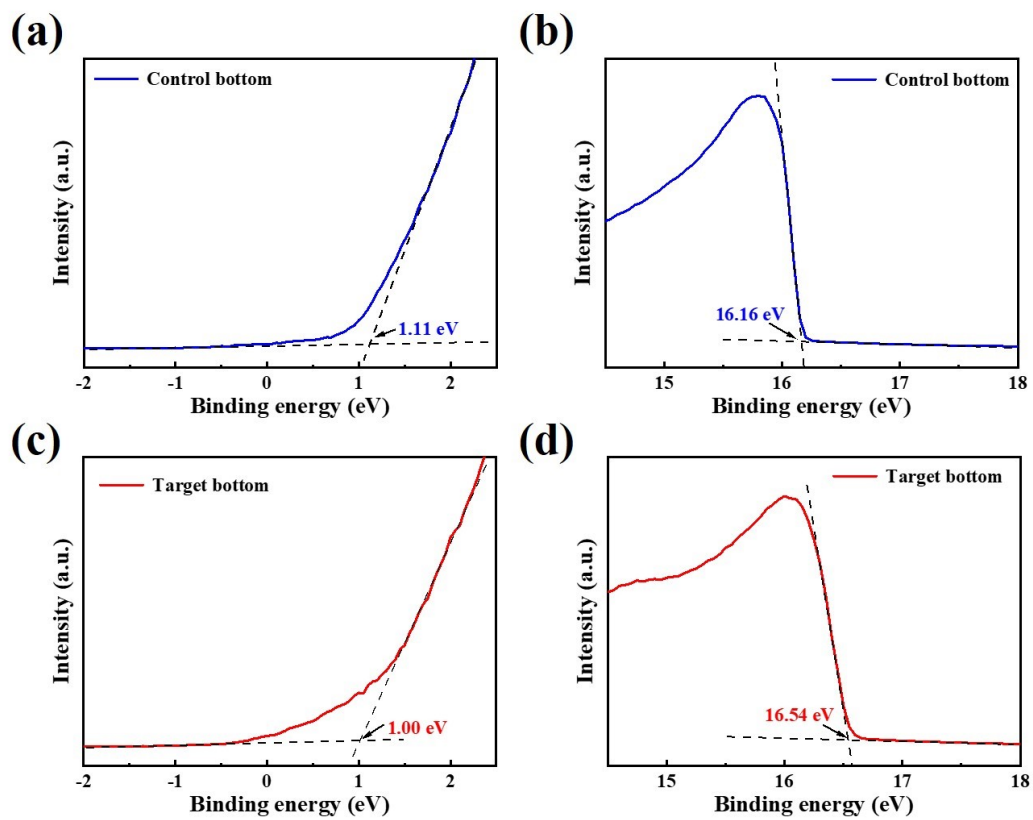 (a)
Control bottom
Intensity (a.u.)
1.11 eV
-2 -1 0 1 2
Binding energy (eV)
(b)
Control bottom
Intensity (a.u.)
16.16 eV
15 16 17 18
Binding energy (eV)
(c)
Target bottom
Intensity (a.u.)
1.00 eV
-2 -1 0 1 2
Binding energy (eV)
(d)
Target bottom
Intensity (a.u.)
16.54 eV
15 16 17 18
Binding energy (eV)